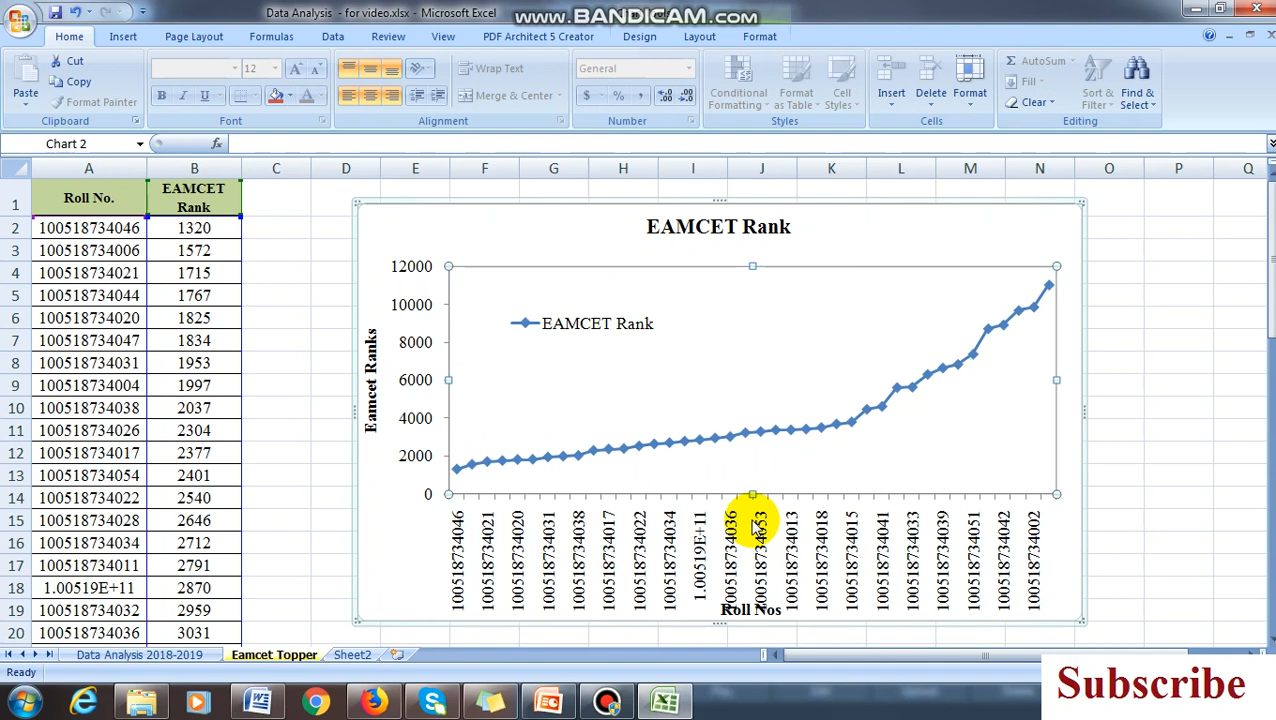 Data Analysis - for video.xlsx - Microsoft Excel
www.BANDICAM.com
Home Insert Page Layout Formulas Data Review View PDF Architect 5 Creator Design Layout Format
Paste
Cut
Copy
Format Painter
Clipboard
12
B I U
Font
Wrap Text
Merge & Center
Alignment
General
$ % ,
Number
Conditional Formatting
Format as Table
Cell Styles
Styles
Insert
Delete
Format
Cells
AutoSum
Fill
Clear
Sort & Filter
Find & Select
Editing
Chart 2
fx
A B C D E F G H I J K L M N O P Q
1 Roll No. EAMCET Rank
2 100518734046 1320
3 100518734006 1572
4 100518734021 1715
5 100518734044 1767
6 100518734020 1825
7 100518734047 1834
8 100518734031 1953
9 100518734004 1997
10 100518734038 2037
11 100518734026 2304
12 100518734017 2377
13 100518734054 2401
14 100518734022 2540
15 100518734028 2646
16 100518734034 2712
17 100518734011 2791
18 1.00519E+11 2870
19 100518734032 2959
20 100518734036 3031
EAMCET Rank
12000
10000
8000
6000
4000
2000
0
Eamcet Ranks
EAMCET Rank
100518734046
100518734021
100518734020
100518734031
100518734038
100518734017
100518734022
100518734034
1.00519E+11
100518734036
100518734053
100518734013
100518734018
100518734015
100518734041
100518734033
100518734039
100518734051
100518734042
100518734002
Roll Nos
Data Analysis 2018-2019 Eamcet Topper Sheet2
Ready
Subscribe